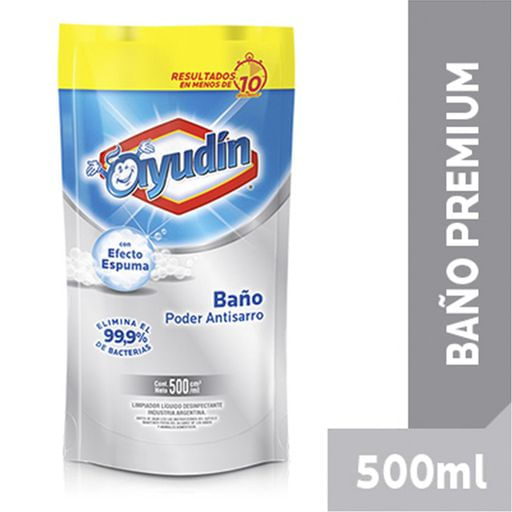 RESULTADOS
EN MENOS DE
10
Ayudín
con
Efecto
Espuma
Baño
Poder Antisarro
ELIMINA EL
99,9%
DE BACTERIAS
Cont. Neto 500 cm³/ml
LIMPIADOR LÍQUIDO DESINFECTANTE
INDUSTRIA ARGENTINA.
BAÑO PREMIUM
500ml